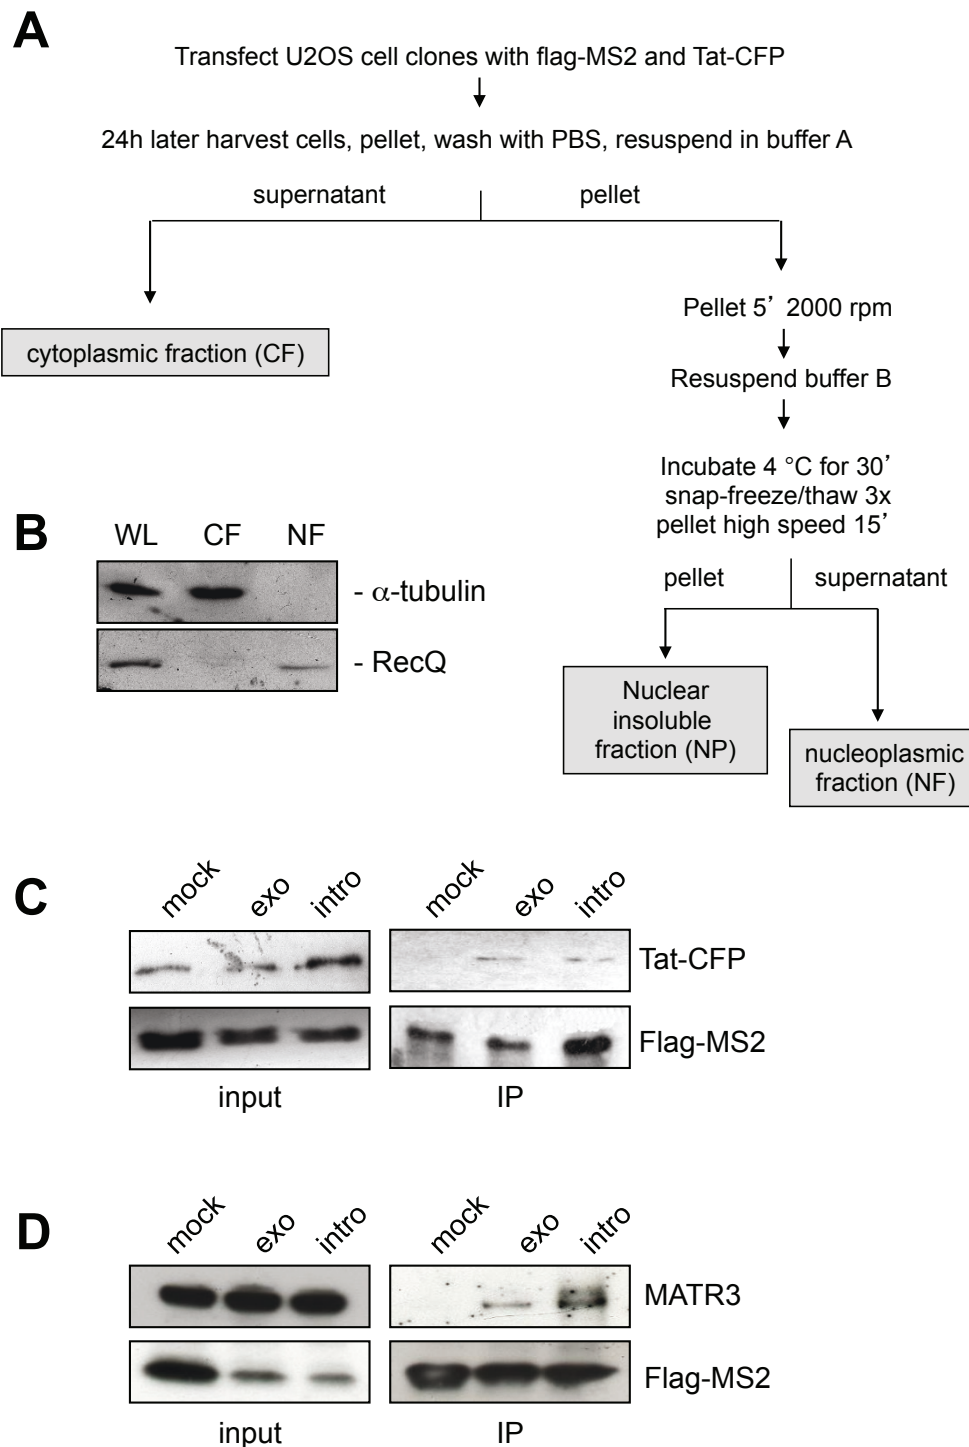 A
Transfect U2OS cell clones with flag-MS2 and Tat-CFP
24h later harvest cells, pellet, wash with PBS, resuspend in buffer A
supernatant
pellet
cytoplasmic fraction (CF)
Pellet 5’ 2000 rpm
Resuspend buffer B
Incubate 4 °C for 30’
snap-freeze/thaw 3x
pellet high speed 15’
pellet
supernatant
Nuclear
insoluble
fraction (NP)
nucleoplasmic
fraction (NF)
B
WL CF NF
- α-tubulin
- RecQ
C
mock exo intro mock exo intro
Tat-CFP
Flag-MS2
input IP
D
mock exo intro mock exo intro
MATR3
Flag-MS2
input IP